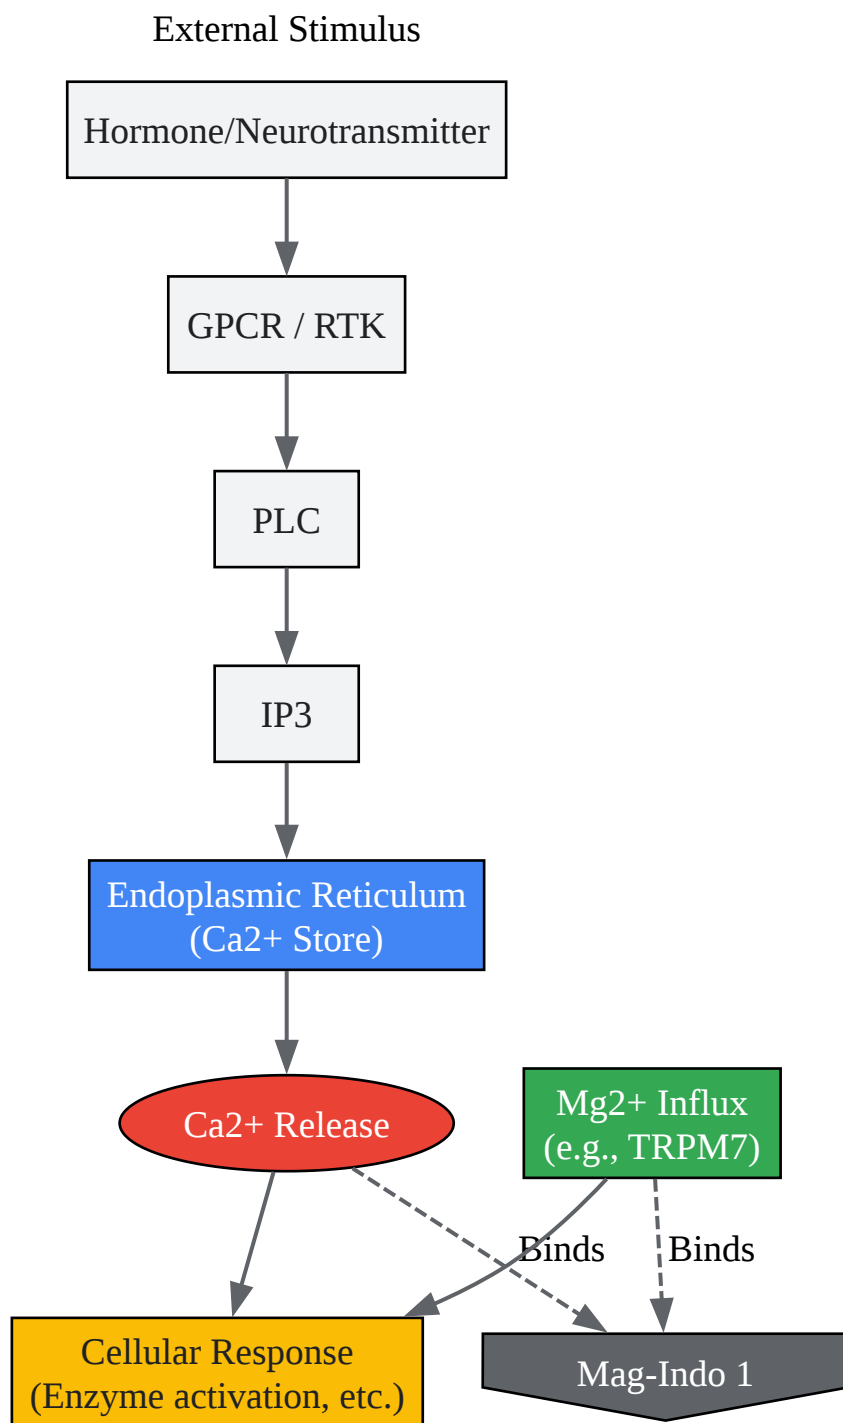 External Stimulus
Hormone/Neurotransmitter
GPCR / RTK
PLC
IP3
Endoplasmic Reticulum
(Ca2+ Store)
Ca2+ Release
Mg2+ Influx
(e.g., TRPM7)
Binds
Binds
Cellular Response
(Enzyme activation, etc.)
Mag-Indo 1